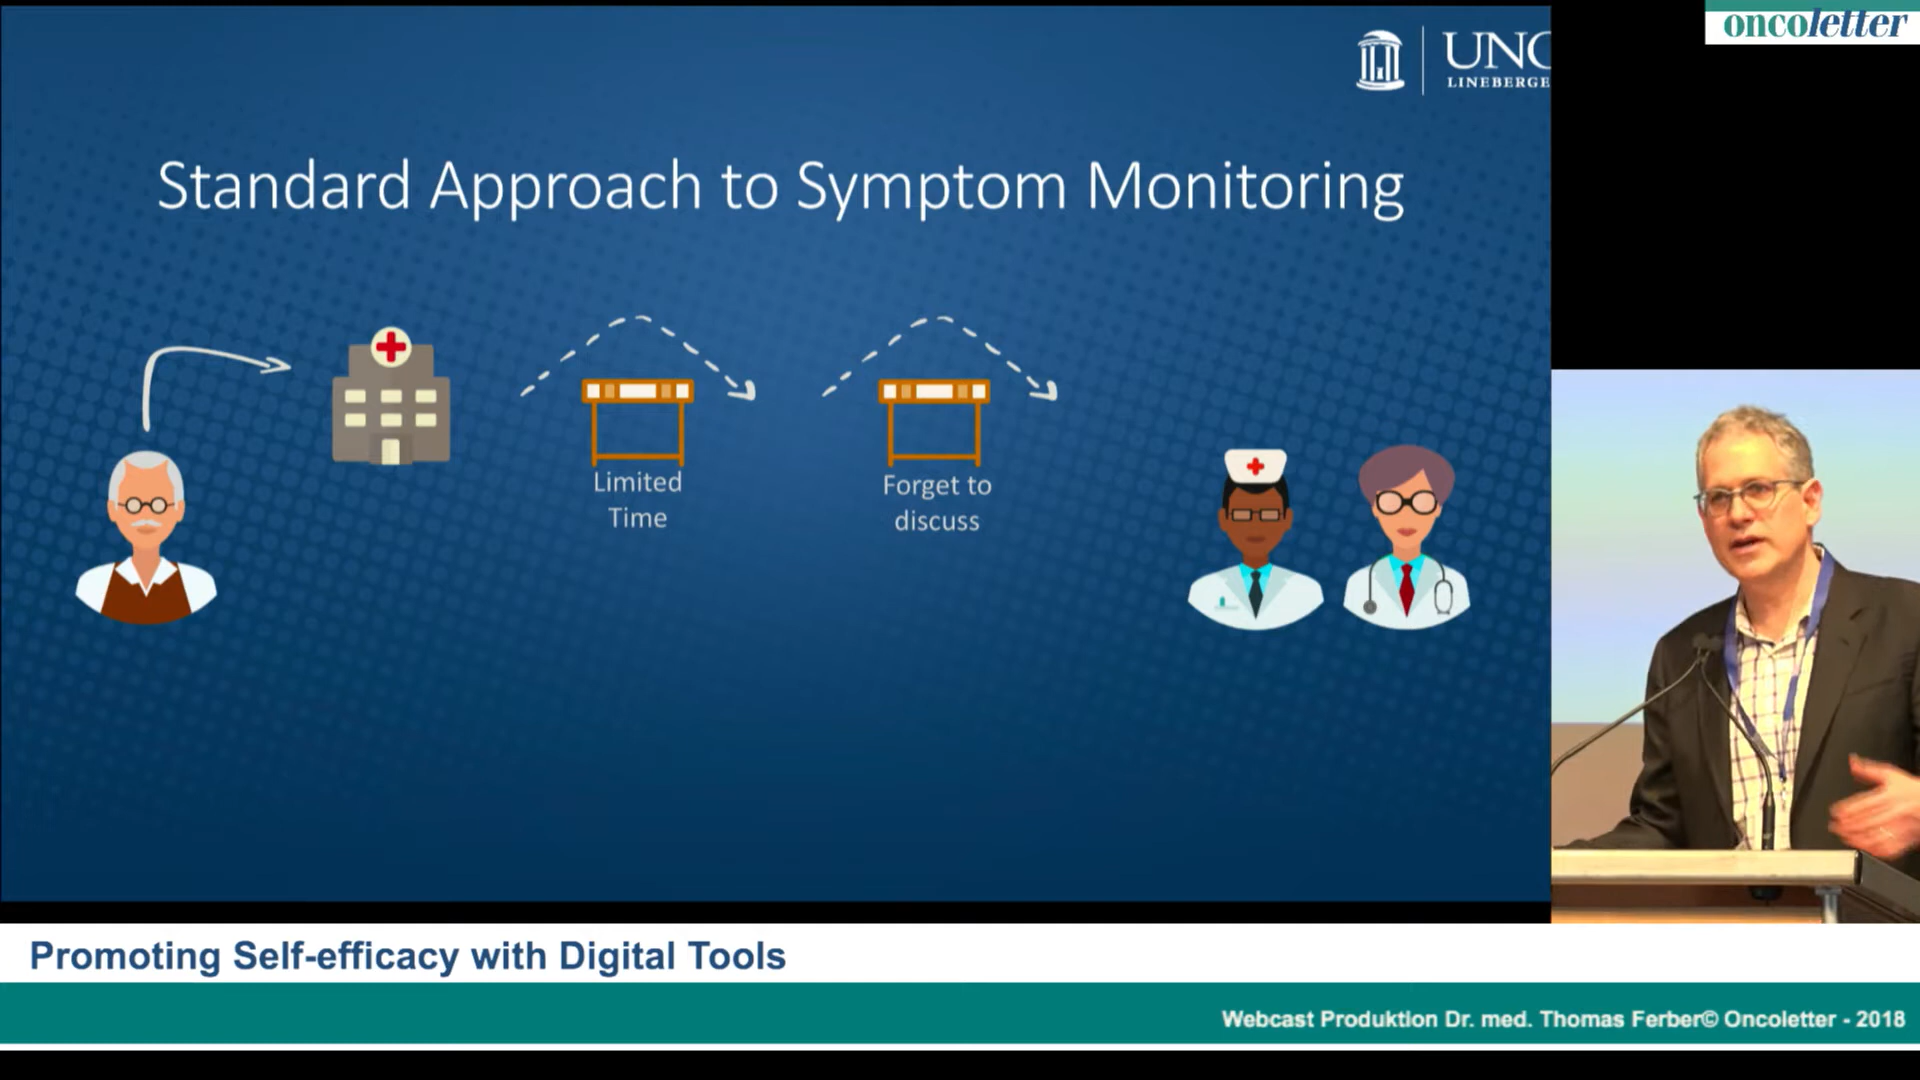 oncoletter
UNC
LINEBERGE
Standard Approach to Symptom Monitoring
Limited
Time
Forget to
discuss
Promoting Self-efficacy with Digital Tools
Webcast Produktion Dr. med. Thomas Ferber© Oncoletter - 2018